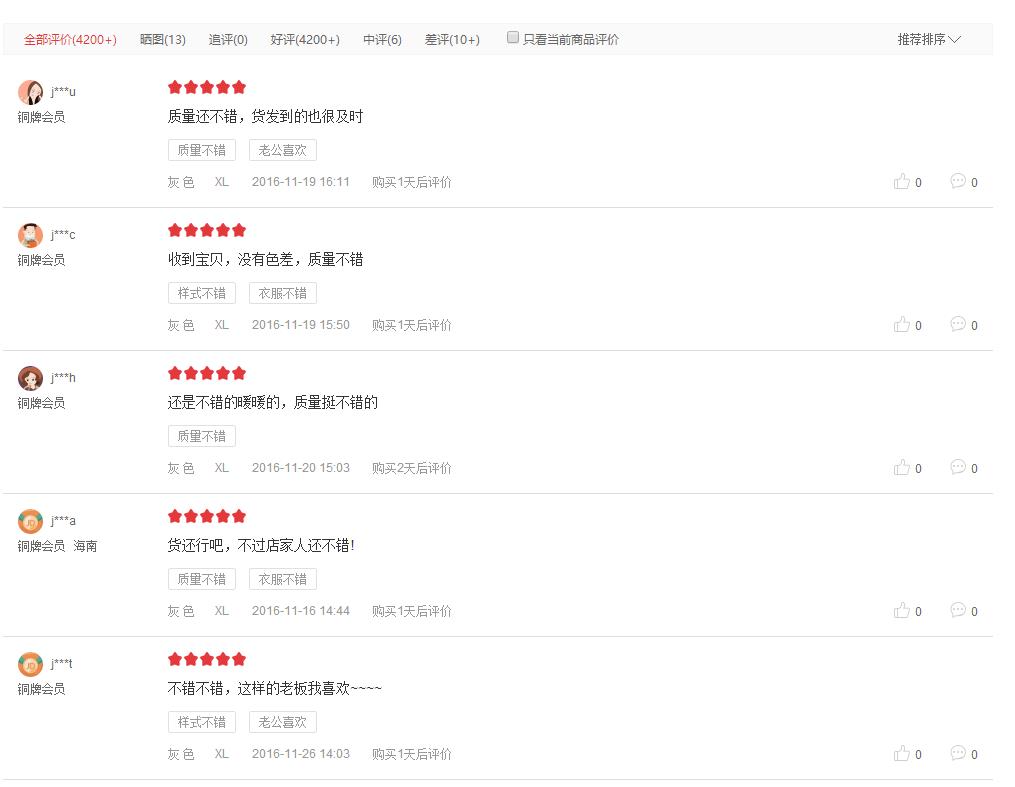 全部评价(4200+) 晒图(13) 追评(0) 好评(4200+) 中评(6) 差评(10+) 只看当前商品评价 推荐排序
j***u
铜牌会员
质量还不错，货发到的也很及时
质量不错 老公喜欢
灰色 XL 2016-11-19 16:11 购买1天后评价 0 0
j***c
铜牌会员
收到宝贝，没有色差，质量不错
样式不错 衣服不错
灰色 XL 2016-11-19 15:50 购买1天后评价 0 0
j***h
铜牌会员
还是不错的暖暖的，质量挺不错的
质量不错
灰色 XL 2016-11-20 15:03 购买2天后评价 0 0
JD j***a
铜牌会员 海南
货还行吧，不过店家人还不错!
质量不错 衣服不错
灰色 XL 2016-11-16 14:44 购买1天后评价 0 0
JD j***t
铜牌会员
不错不错，这样的老板我喜欢~~~~
样式不错 老公喜欢
灰色 XL 2016-11-26 14:03 购买1天后评价 0 0